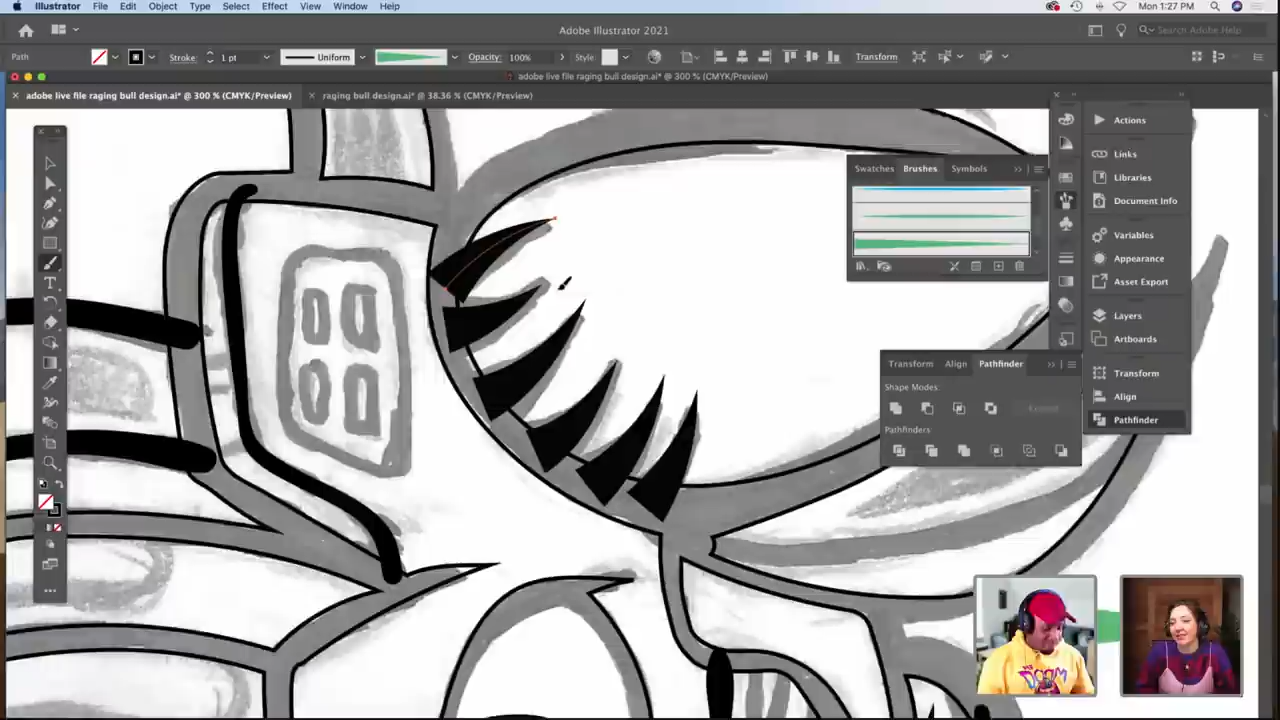 Illustrator File Edit Object Type Select Effect View Window Help
Mon 1:27 PM
Adobe Illustrator 2021
Search Adobe Help
Path
Stroke: 1 pt
Uniform
Opacity: 100%
Style
Transform
adobe live file raging bull design.ai* @ 300 % (CMYK/Preview)
adobe live file raging bull design.ai* @ 300 % (CMYK/Preview)
raging bull design.ai* @ 38.36 % (CMYK/Preview)
Actions
Links
Libraries
Document Info
Variables
Appearance
Asset Export
Layers
Artboards
Transform
Align
Pathfinder
Swatches Brushes Symbols
Transform Align Pathfinder
Shape Modes:
Expand
Pathfinders: